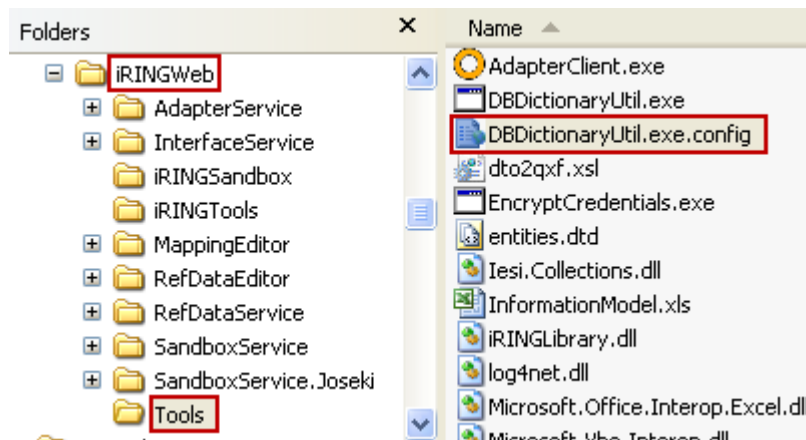 Folders
iRINGWeb
AdapterService
InterfaceService
iRINGSandbox
iRINGTools
MappingEditor
RefDataEditor
RefDataService
SandboxService
SandboxService.Joseki
Tools
Name
AdapterClient.exe
DBDictionaryUtil.exe
DBDictionaryUtil.exe.config
dto2qxf.xsl
EncryptCredentials.exe
entities.dtd
Iesi.Collections.dll
InformationModel.xls
iRINGLibrary.dll
log4net.dll
Microsoft.Office.Interop.Excel.dll